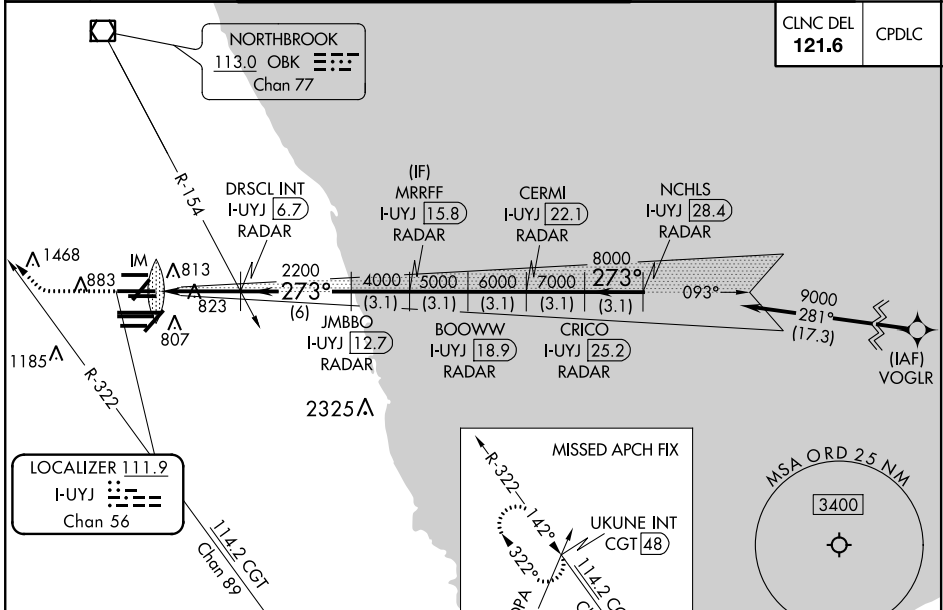 CLNC DEL
121.6
CPDLC
NORTHBROOK
113.0 OBK
Chan 77
R-154
DRSCL INT
I-UYJ 6.7
RADAR
(IF)
MRRFF
I-UYJ 15.8
RADAR
CERMI
I-UYJ 22.1
RADAR
NCHLS
I-UYJ 28.4
RADAR
1468
883
IM
813
823
807
1185
2200
273°
(6)
4000
(3.1)
5000
(3.1)
6000
(3.1)
7000
(3.1)
8000
273°
(3.1)
093°
9000
281°
(17.3)
(IAF)
VOGLR
JMBBO
I-UYJ 12.7
RADAR
BOOWW
I-UYJ 18.9
RADAR
CRICO
I-UYJ 25.2
RADAR
2325
R-322
LOCALIZER 111.9
I-UYJ
Chan 56
114.2 CGT
Chan 89
MISSED APCH FIX
R-322
142°
322°
UKUNE INT
CGT 48
114.2 CG
MSA ORD 25 NM
3400